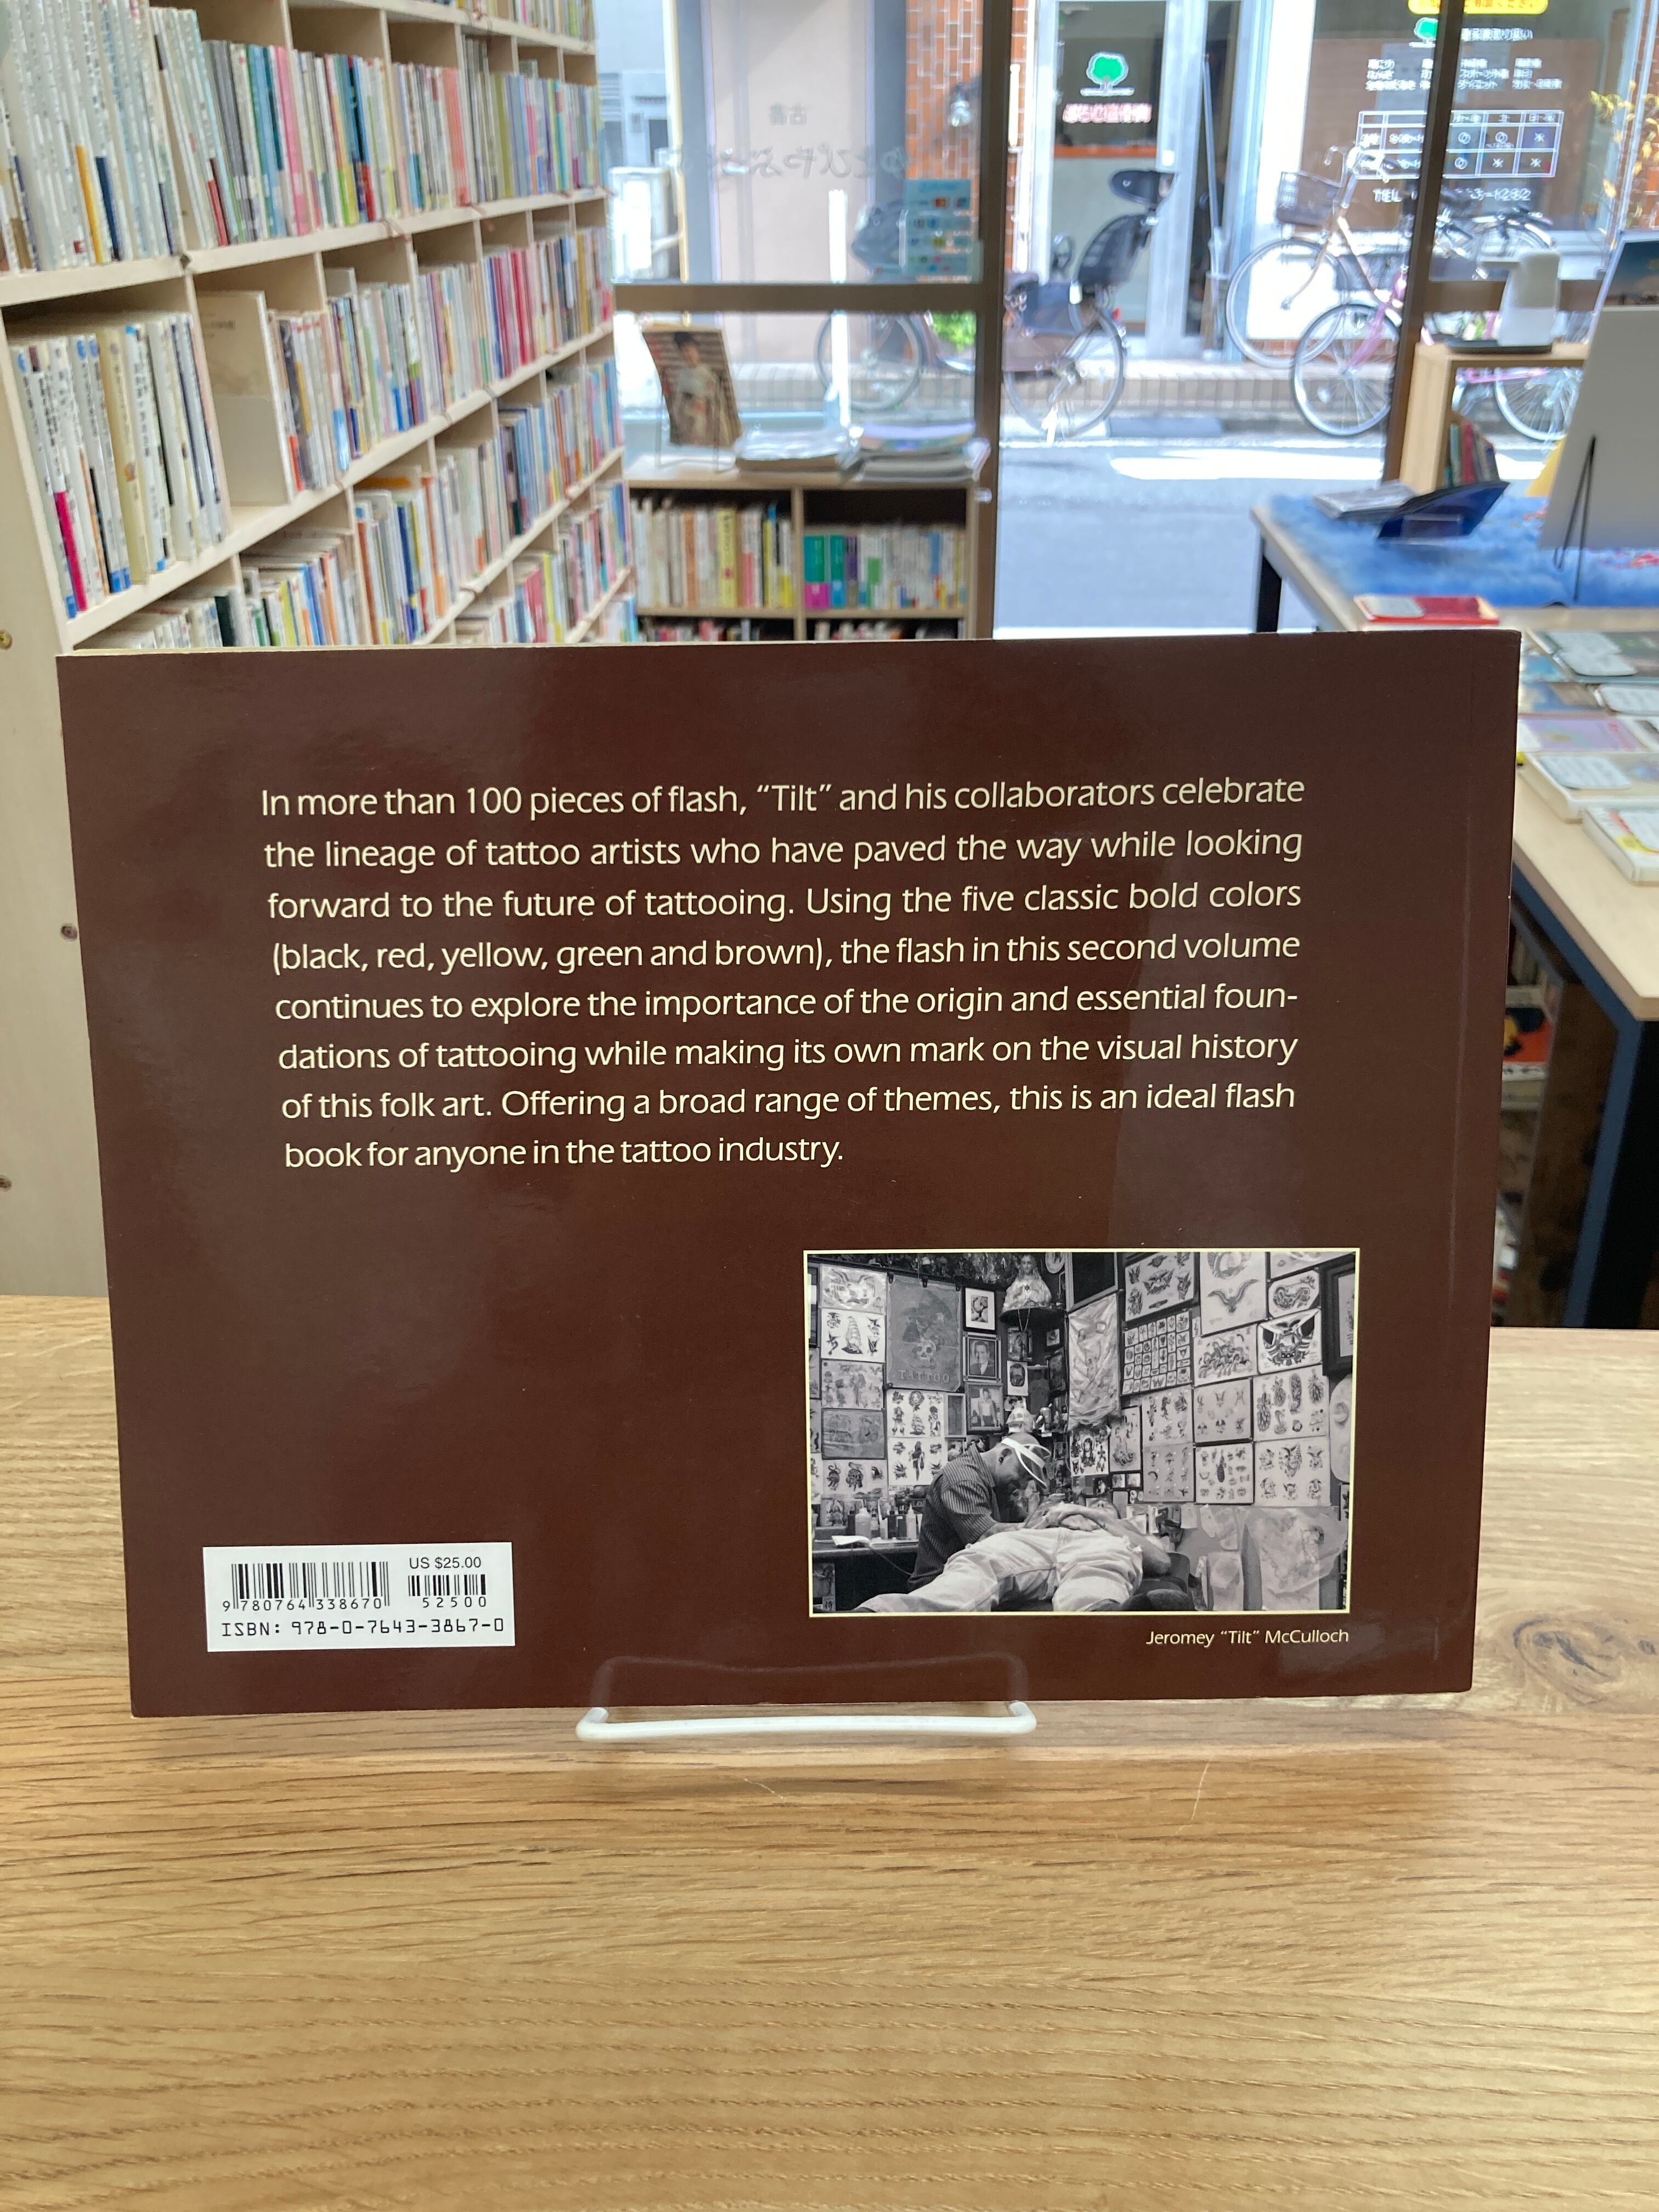 古書
TEL
In more than 100 pieces of flash, “Tilt” and his collaborators celebrate
the lineage of tattoo artists who have paved the way while looking
forward to the future of tattooing. Using the five classic bold colors
(black, red, yellow, green and brown), the flash in this second volume
continues to explore the importance of the origin and essential foun-
dations of tattooing while making its own mark on the visual history
of this folk art. Offering a broad range of themes, this is an ideal flash
book for anyone in the tattoo industry.
TATTOO
US $25.00
9 780764 338670
52500
ISBN: 978-0-7643-3867-0
Jeromey “Tilt” McCulloch